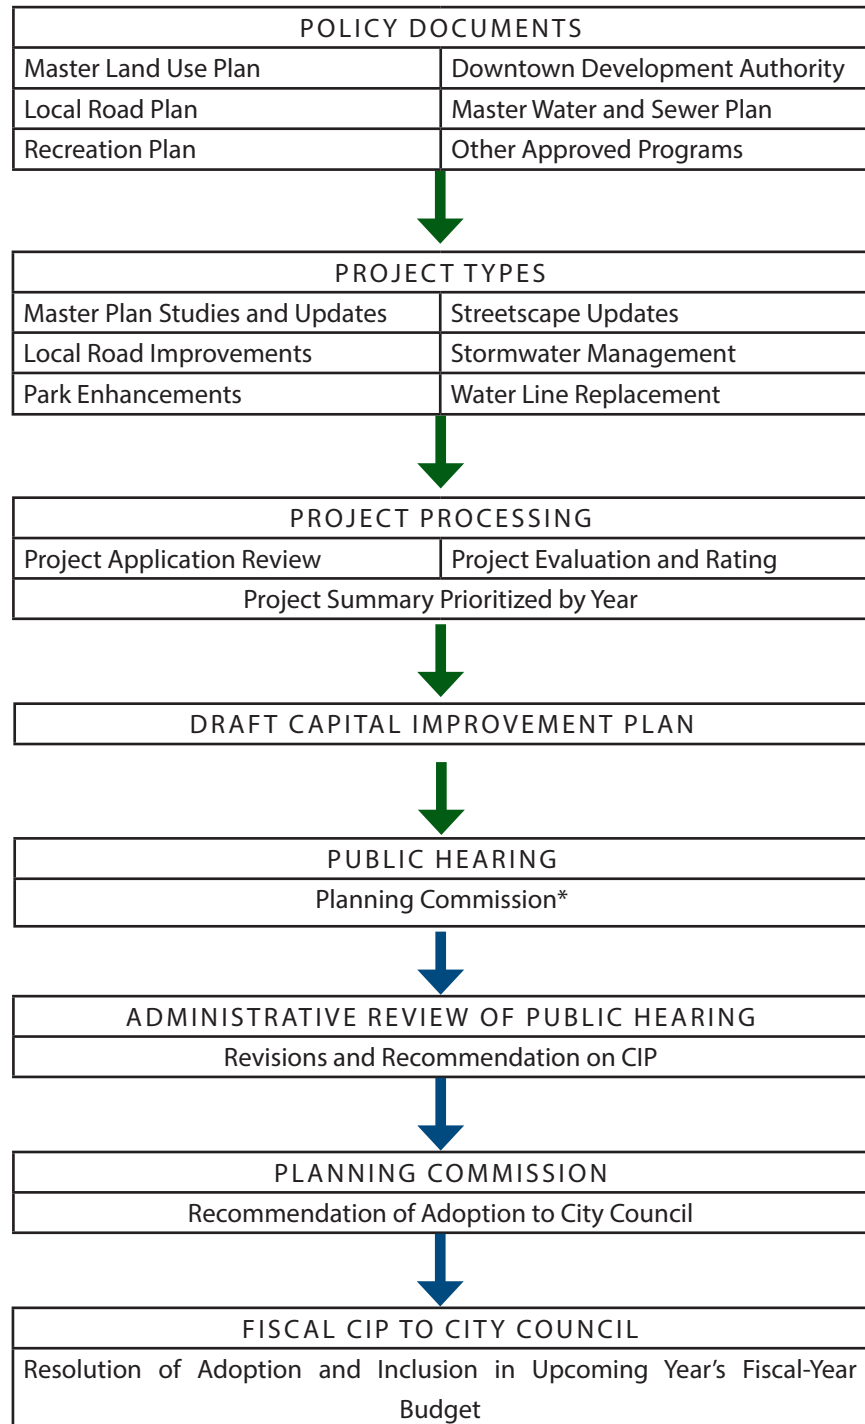 POLICY DOCUMENTS
Master Land Use Plan
Downtown Development Authority
Local Road Plan
Master Water and Sewer Plan
Recreation Plan
Other Approved Programs
PROJECT TYPES
Master Plan Studies and Updates
Streetscape Updates
Local Road Improvements
Stormwater Management
Park Enhancements
Water Line Replacement
PROJECT PROCESSING
Project Application Review
Project Evaluation and Rating
Project Summary Prioritized by Year
DRAFT CAPITAL IMPROVEMENT PLAN
PUBLIC HEARING
Planning Commission*
ADMINISTRATIVE REVIEW OF PUBLIC HEARING
Revisions and Recommendation on CIP
PLANNING COMMISSION
Recommendation of Adoption to City Council
FISCAL CIP TO CITY COUNCIL
Resolution of Adoption and Inclusion in Upcoming Year’s Fiscal-Year
Budget